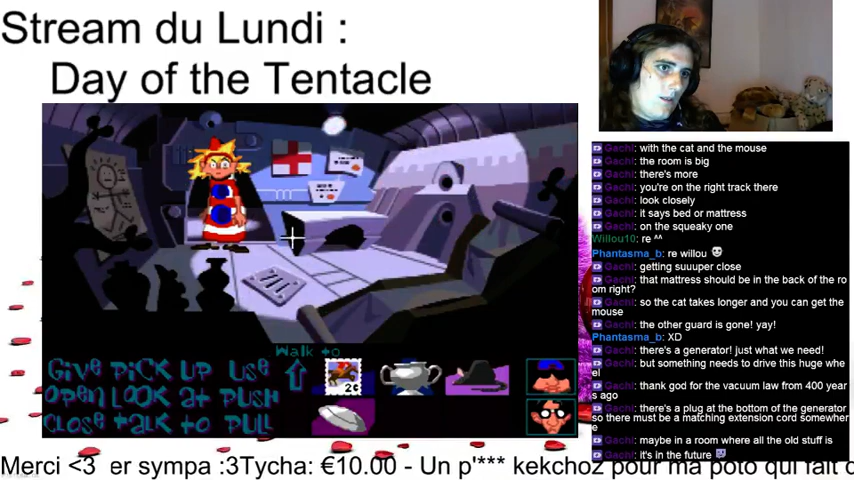 Stream du Lundi :
Day of the Tentacle
Gachi: with the cat and the mouse
Gachi: the room is big
Gachi: there's more
Gachi: you're on the right track there
Gachi: look closely
Gachi: it says bed or mattress
Gachi: on the squeaky one
Willou10: re ^^
Phantasma_b: re willou
Gachi: getting suuuper close
Gachi: that mattress should be in the back of the ro
om right?
Gachi: so the cat takes longer and you can get the
mouse
Gachi: the other guard is gone! yay!
Phantasma_b: XD
Gachi: there's a generator! just what we need!
Gachi: but something needs to drive this huge whe
el
Gachi: thank god for the vacuum law from 400 year
s ago
Gachi: there's a plug at the bottom of the generator
so there must be a matching extension cord somewher
e
Gachi: maybe in a room where all the old stuff is
Gachi: it's in the future
Walk to
Give Pick up Use
Open Look at Push
Close Talk to Pull
2¢
Merci <3 er sympa :3Tycha: €10.00 - Un p'*** kekchoz pour ma poto qui fait d